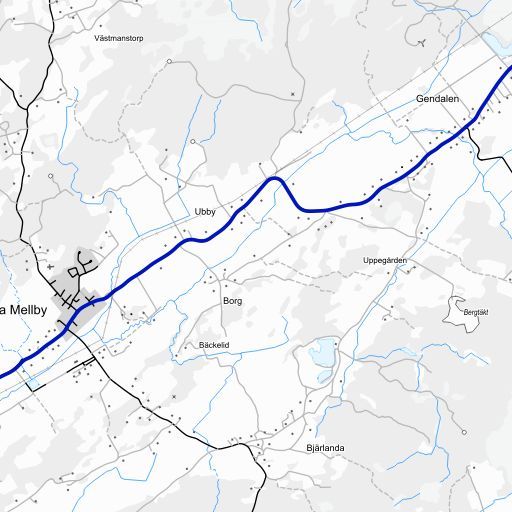 Västmanstorp
Gendalen
Ubby
Uppegården
Borg
a Mellby
Bergtäkt
Bäckelid
Bjärlanda